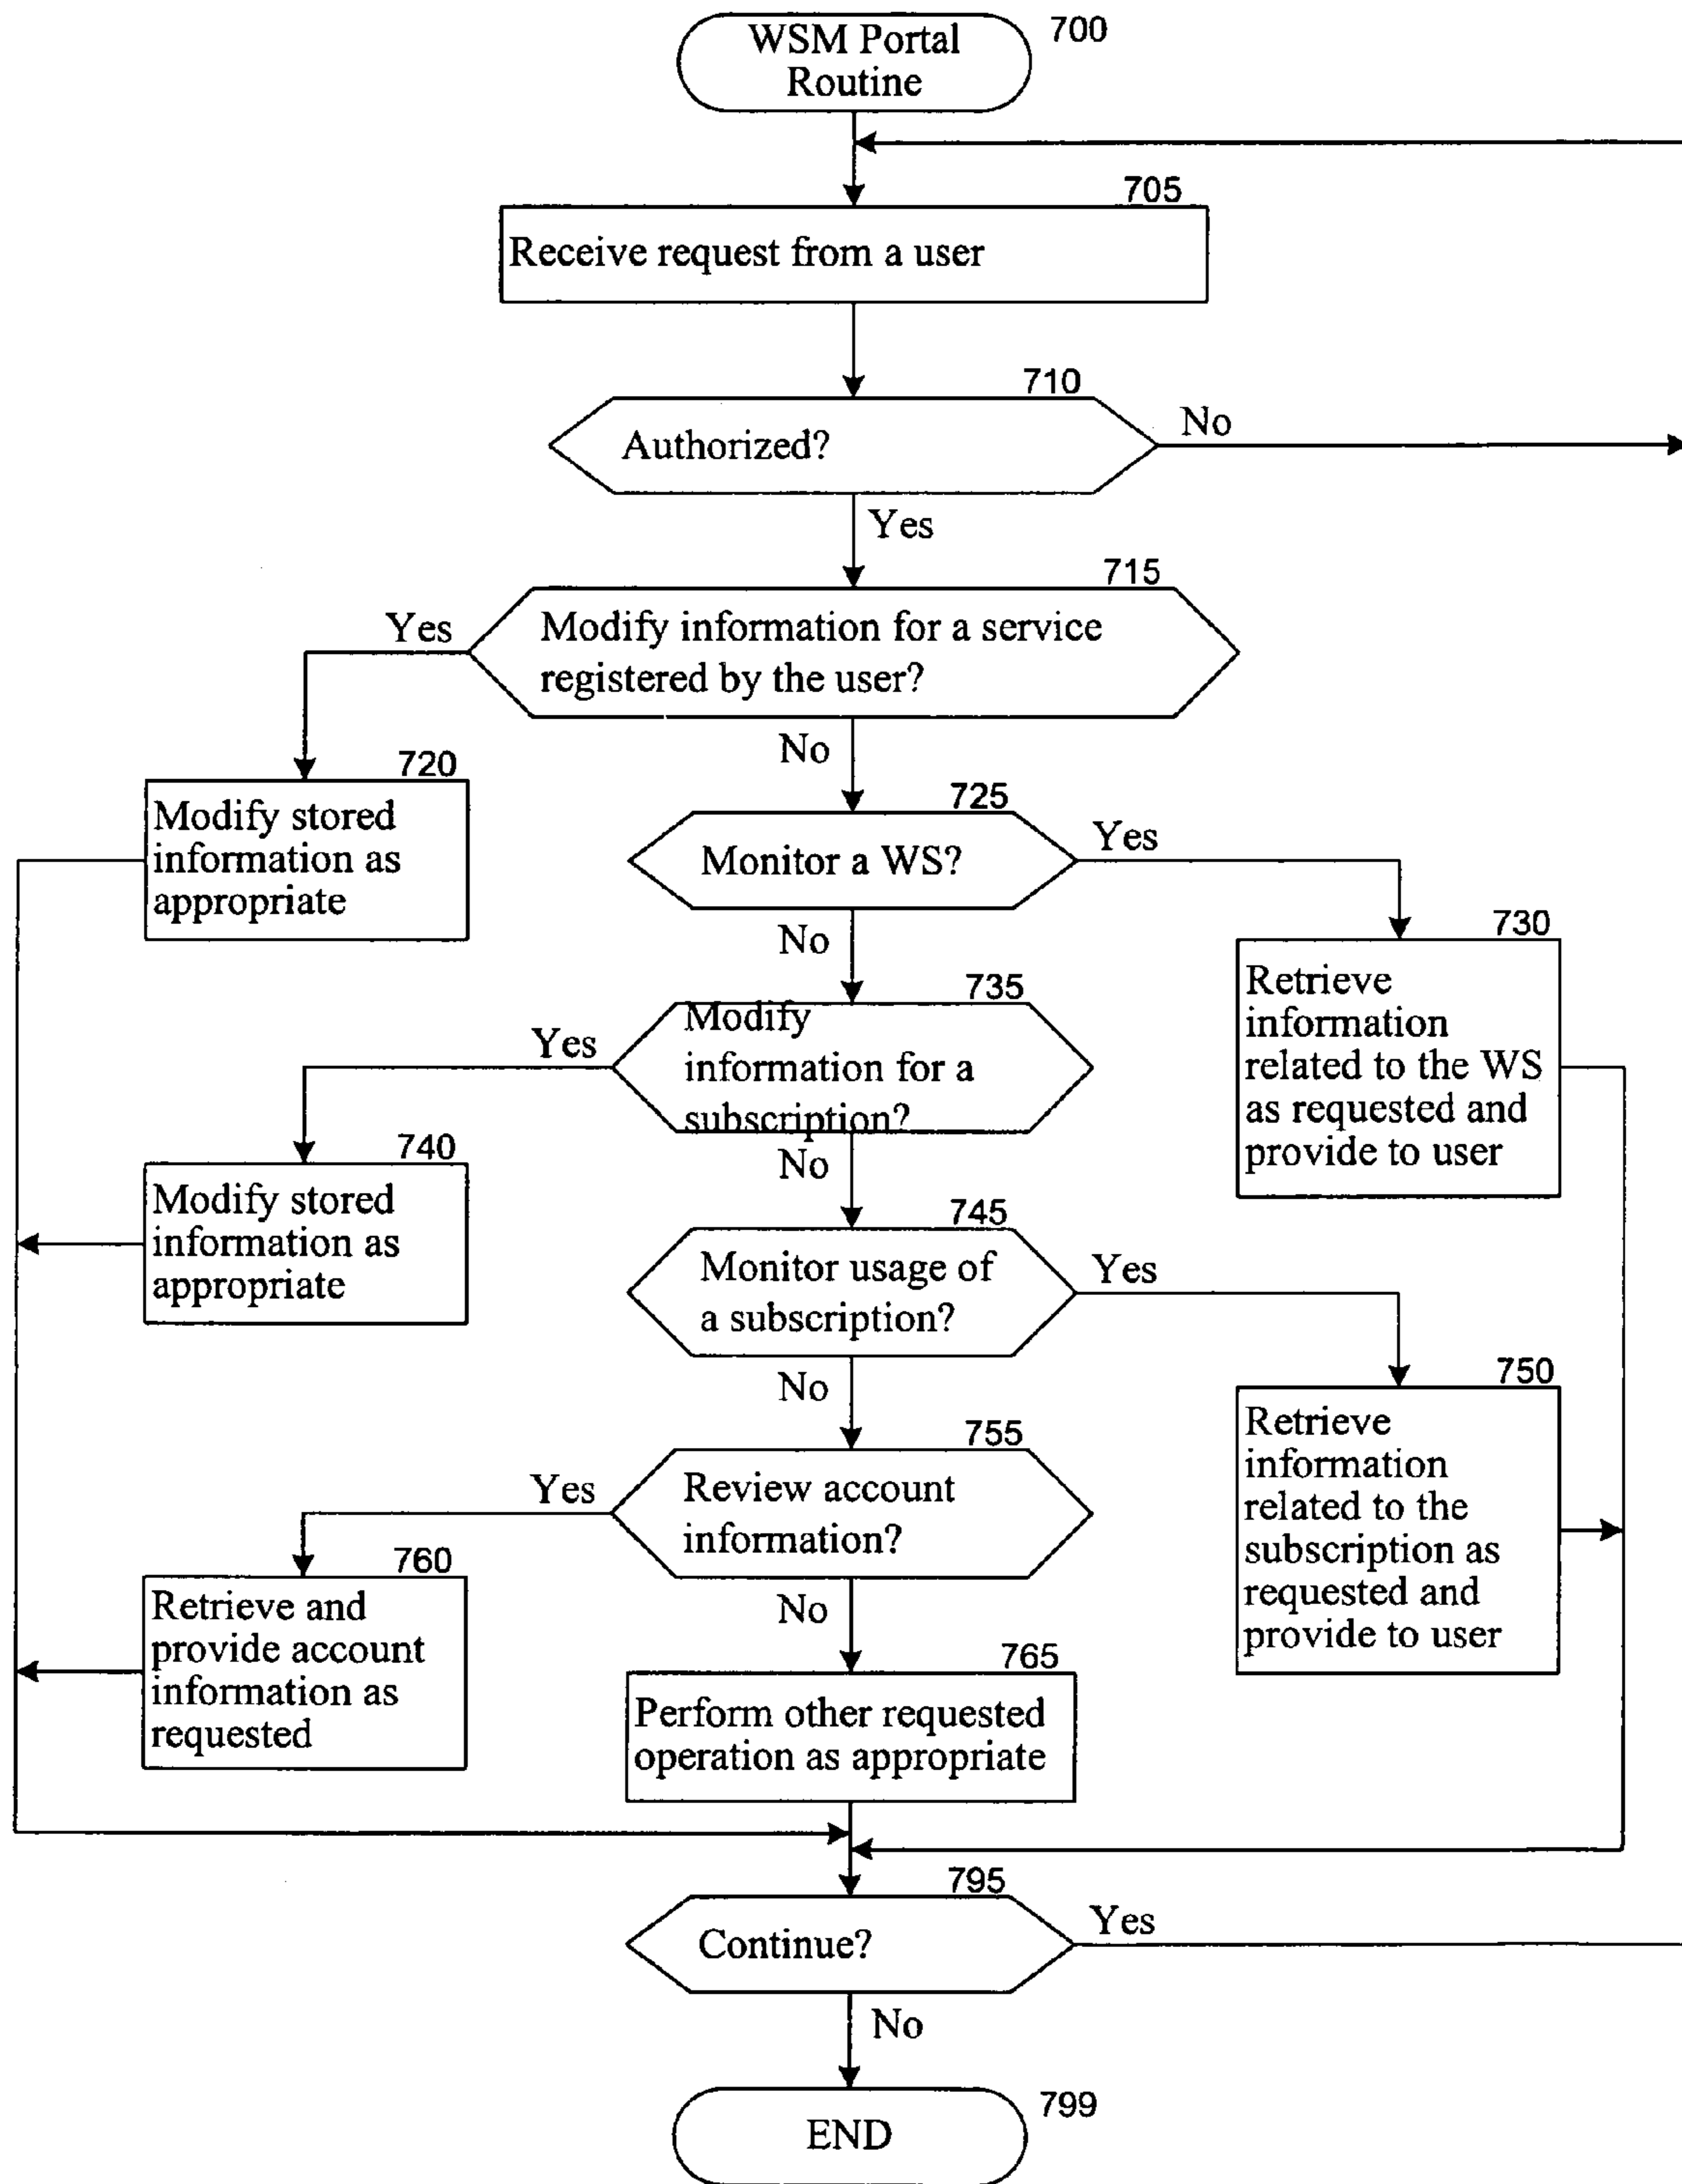 WSM Portal
Routine
700
705
Receive request from a user
710
Authorized?
No
Yes
715
Modify information for a service
registered by the user?
Yes
No
720
Modify stored
information as
appropriate
725
Monitor a WS?
Yes
No
730
Retrieve
information
related to the WS
as requested and
provide to user
735
Modify
information for a
subscription?
Yes
No
740
Modify stored
information as
appropriate
745
Monitor usage of
a subscription?
Yes
No
750
Retrieve
information
related to the
subscription as
requested and
provide to user
755
Review account
information?
Yes
No
760
Retrieve and
provide account
information as
requested
765
Perform other requested
operation as appropriate
795
Continue?
Yes
No
END
799